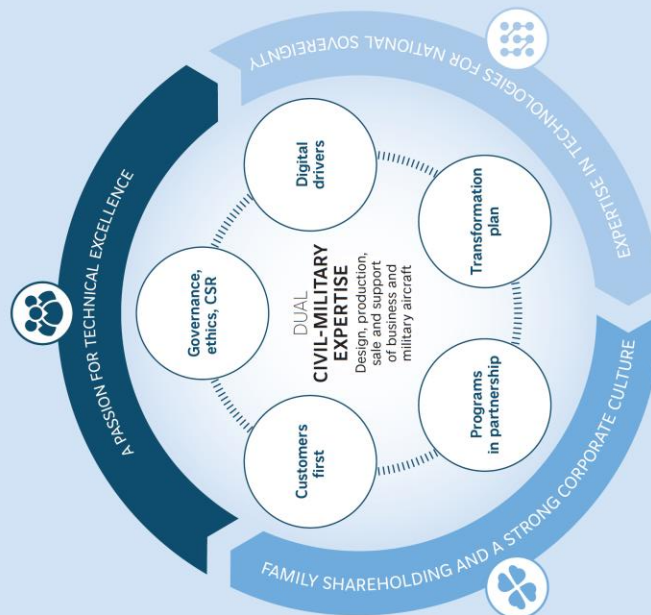 A PASSION FOR TECHNICAL EXCELLENCE
EXPERTISE IN TECHNOLOGIES FOR NATIONAL SOVEREIGNTY
FAMILY SHAREHOLDING AND A STRONG CORPORATE CULTURE
Governance,
ethics, CSR
Digital
drivers
Transformation
plan
Programs
in partnership
Customers
first
DUAL
CIVIL-MILITARY
EXPERTISE
Design, production,
sale and support
of business and
military aircraft